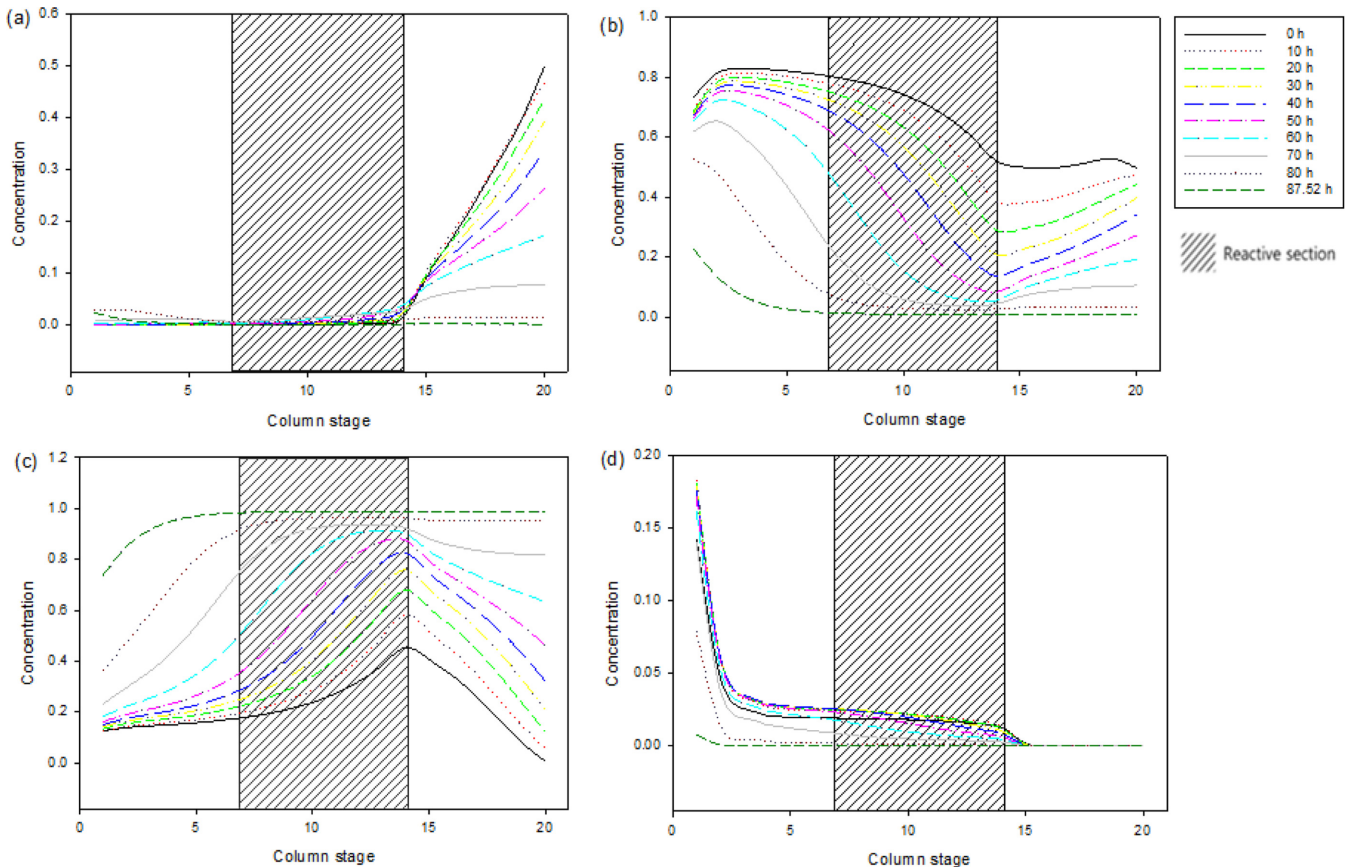 (a)
0.6
0.5
0.4
0.3
0.2
0.1
0.0
Concentration
0
5
10
15
20
Column stage
(b)
1.0
0.8
0.6
0.4
0.2
0.0
Concentration
0
5
10
15
20
Column stage
0 h
10 h
20 h
30 h
40 h
50 h
60 h
70 h
80 h
87.52 h
Reactive section
(c)
1.2
1.0
0.8
0.6
0.4
0.2
0.0
Concentration
0
5
10
15
20
Column stage
(d)
0.20
0.15
0.10
0.05
0.00
Concentration
0
5
10
15
20
Column stage